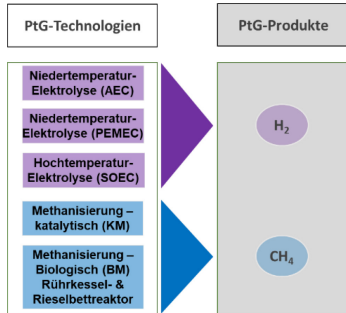 PtG-Technologien
PtG-Produkte
Niedertemperatur-
Elektrolyse (AEC)
Niedertemperatur-
Elektrolyse (PEMEC)
Hochtemperatur-
Elektrolyse (SOEC)
H₂
Methanisierung –
katalytisch (KM)
Methanisierung –
Biologisch (BM)
Rührkessel- &
Rieselbettreaktor
CH₄